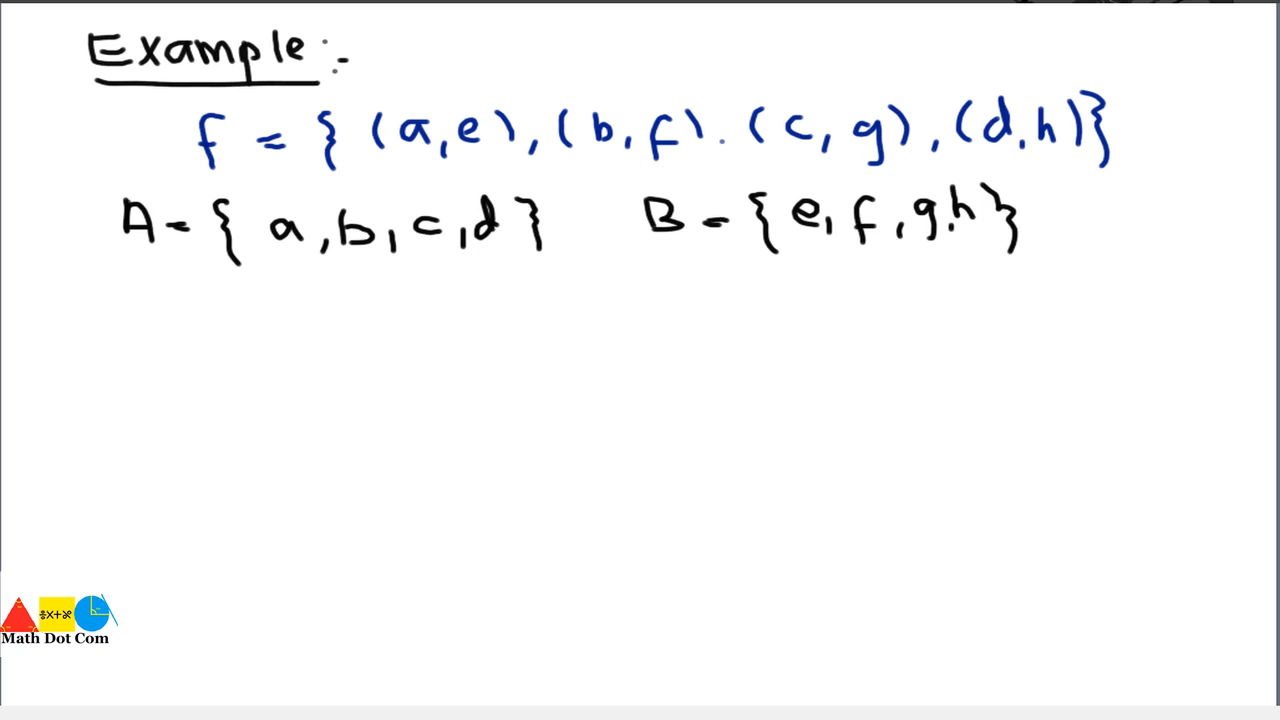 Example :-
f = { (a,e), (b,f). (c,g), (d,h)}
A = { a,b,c,d } B = { e,f,g,h }
÷x+
Math Dot Com